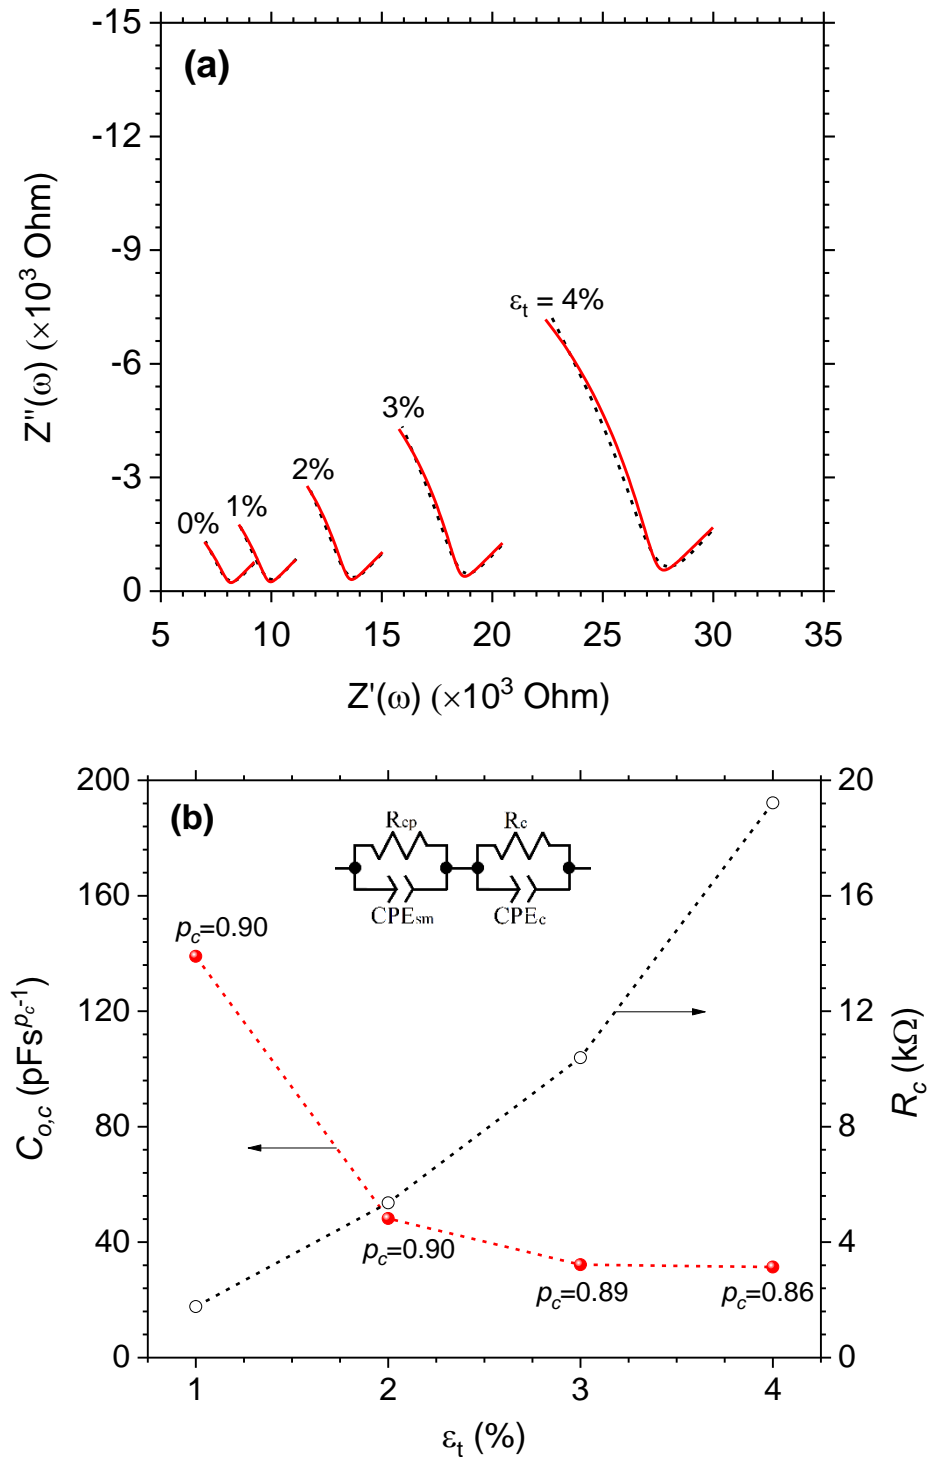 (a)
Z''(ω) (×10³ Ohm)
-15
-12
-9
-6
-3
0
0%
1%
2%
3%
εt = 4%
5 10 15 20 25 30 35
Z'(ω) (×10³ Ohm)
(b)
Rcp Rc
CPEsm CPEc
Co,c (pFs^pc-1)
200
160
120
80
40
0
pc=0.90
pc=0.90
pc=0.89
pc=0.86
20
16
12
8
4
0
Rc (kΩ)
1 2 3 4
εt (%)